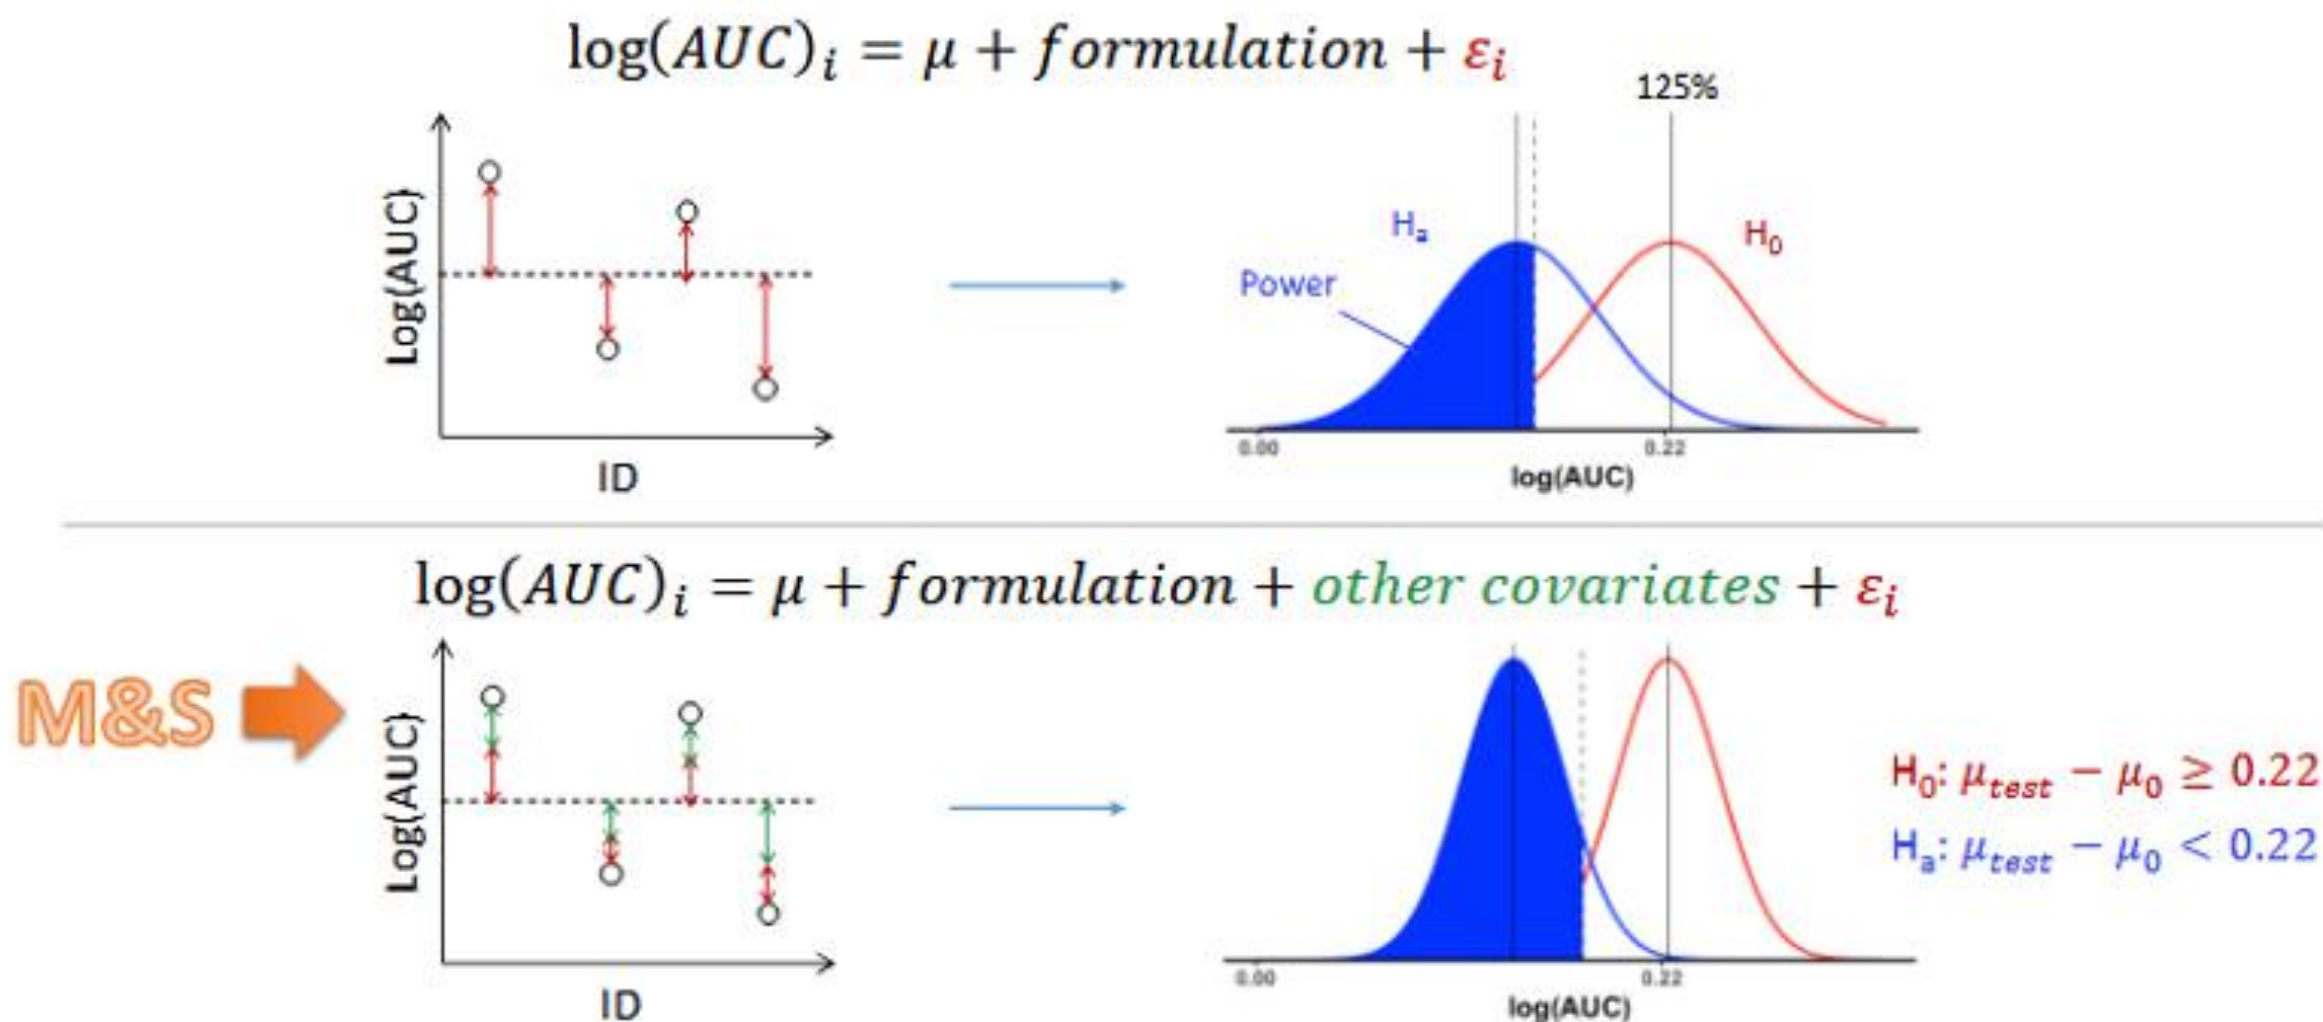 log(AUC)ᵢ = μ + formulation + εᵢ
125%
Log(AUC)
ID
Hₐ
H₀
Power
0.00
0.22
log(AUC)
log(AUC)ᵢ = μ + formulation + other covariates + εᵢ
M&S
Log(AUC)
ID
0.00
0.22
log(AUC)
H₀: μ_test − μ₀ ≥ 0.22
Hₐ: μ_test − μ₀ < 0.22